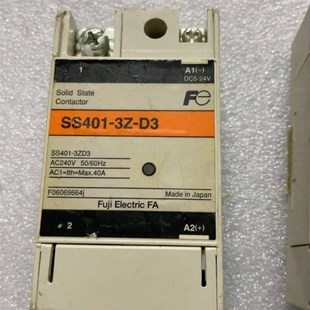 1
A1(-)
DC5-24V
Solid State
Contactor
Fe
SS401-3Z-D3
SS401-3ZD3
AC240V 50/60Hz
AC1=Ith=Max.40A
F06069664j
Made in Japan
Fuji Electric FA
2
A2(+)